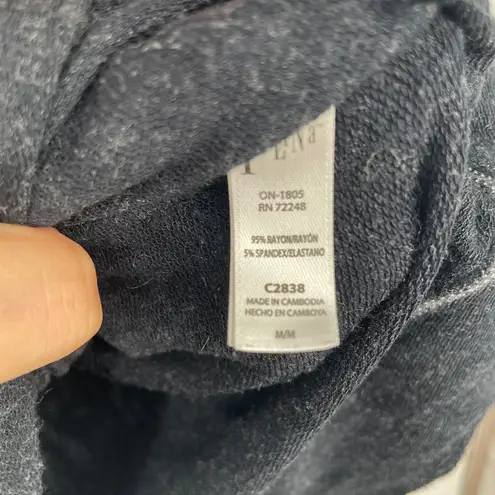 ON-1805
RN 72248
95% RAYON/RAYÓN
5% SPANDEX/ELASTANO
C2838
MADE IN CAMBODIA
HECHO EN CAMBOYA
M/M